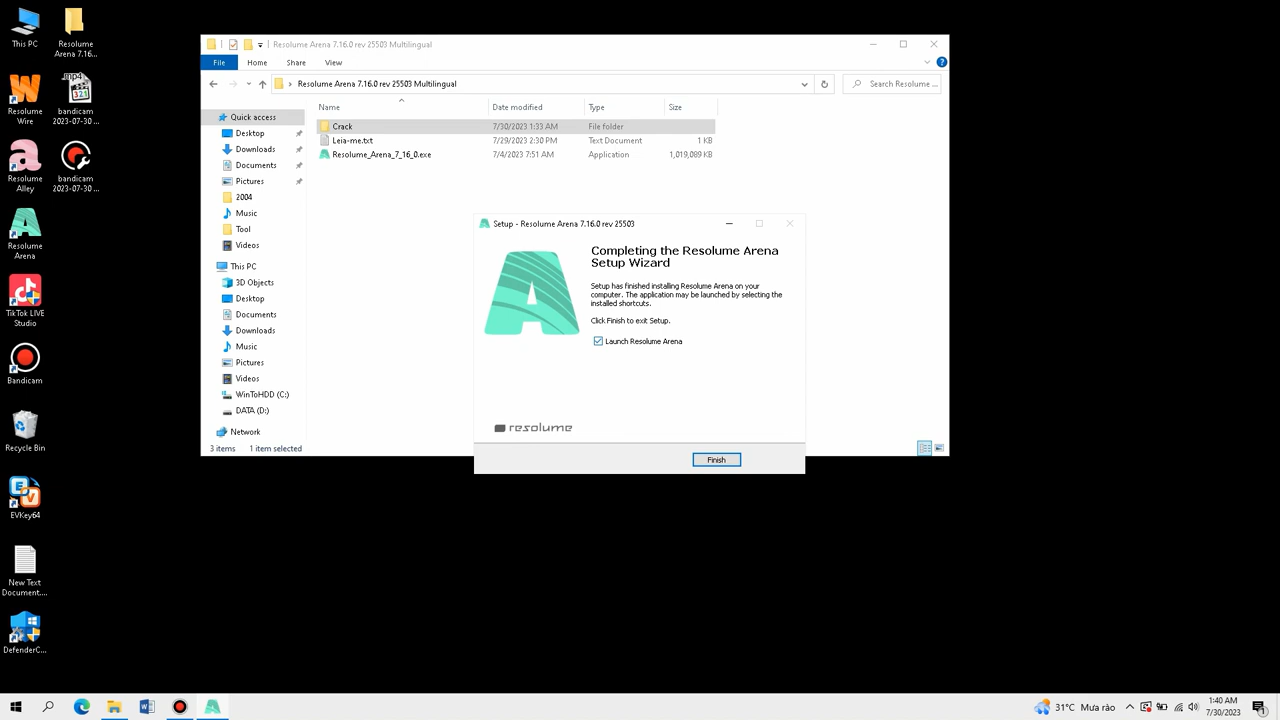 This PC
Resolume
Arena 7.16...
Resolume
Wire
mp4
321
bandicam
2023-07-30 ...
Resolume
Alley
bandicam
2023-07-30 ...
Resolume
Arena
TikTok LIVE
Studio
Bandicam
Recycle Bin
EVKey64
New Text
Document....
DefenderC...
Resolume Arena 7.16.0 rev 25503 Multilingual
File
Home
Share
View
Resolume Arena 7.16.0 rev 25503 Multilingual
Search Resolume ...
Quick access
Desktop
Downloads
Documents
Pictures
2004
Music
Tool
Videos
This PC
3D Objects
Desktop
Documents
Downloads
Music
Pictures
Videos
WinToHDD (C:)
DATA (D:)
Network
Name Date modified Type Size
Crack 7/30/2023 1:33 AM File folder
Leia-me.txt 7/29/2023 2:30 PM Text Document 1 KB
Resolume_Arena_7_16_0.exe 7/4/2023 7:51 AM Application 1,019,089 KB
3 items 1 item selected
Setup - Resolume Arena 7.16.0 rev 25503
Completing the Resolume Arena
Setup Wizard
Setup has finished installing Resolume Arena on your
computer. The application may be launched by selecting the
installed shortcuts.
Click Finish to exit Setup.
Launch Resolume Arena
resolume
Finish
31°C Mưa rào
1:40 AM
7/30/2023
1